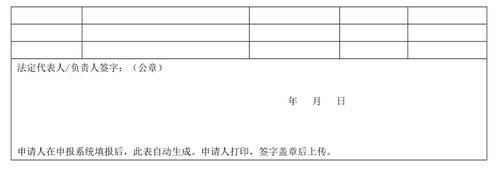 法定代表人/负责人签字：（公章）
年 月 日
申请人在申报系统填报后，此表自动生成。申请人打印，签字盖章后上传。